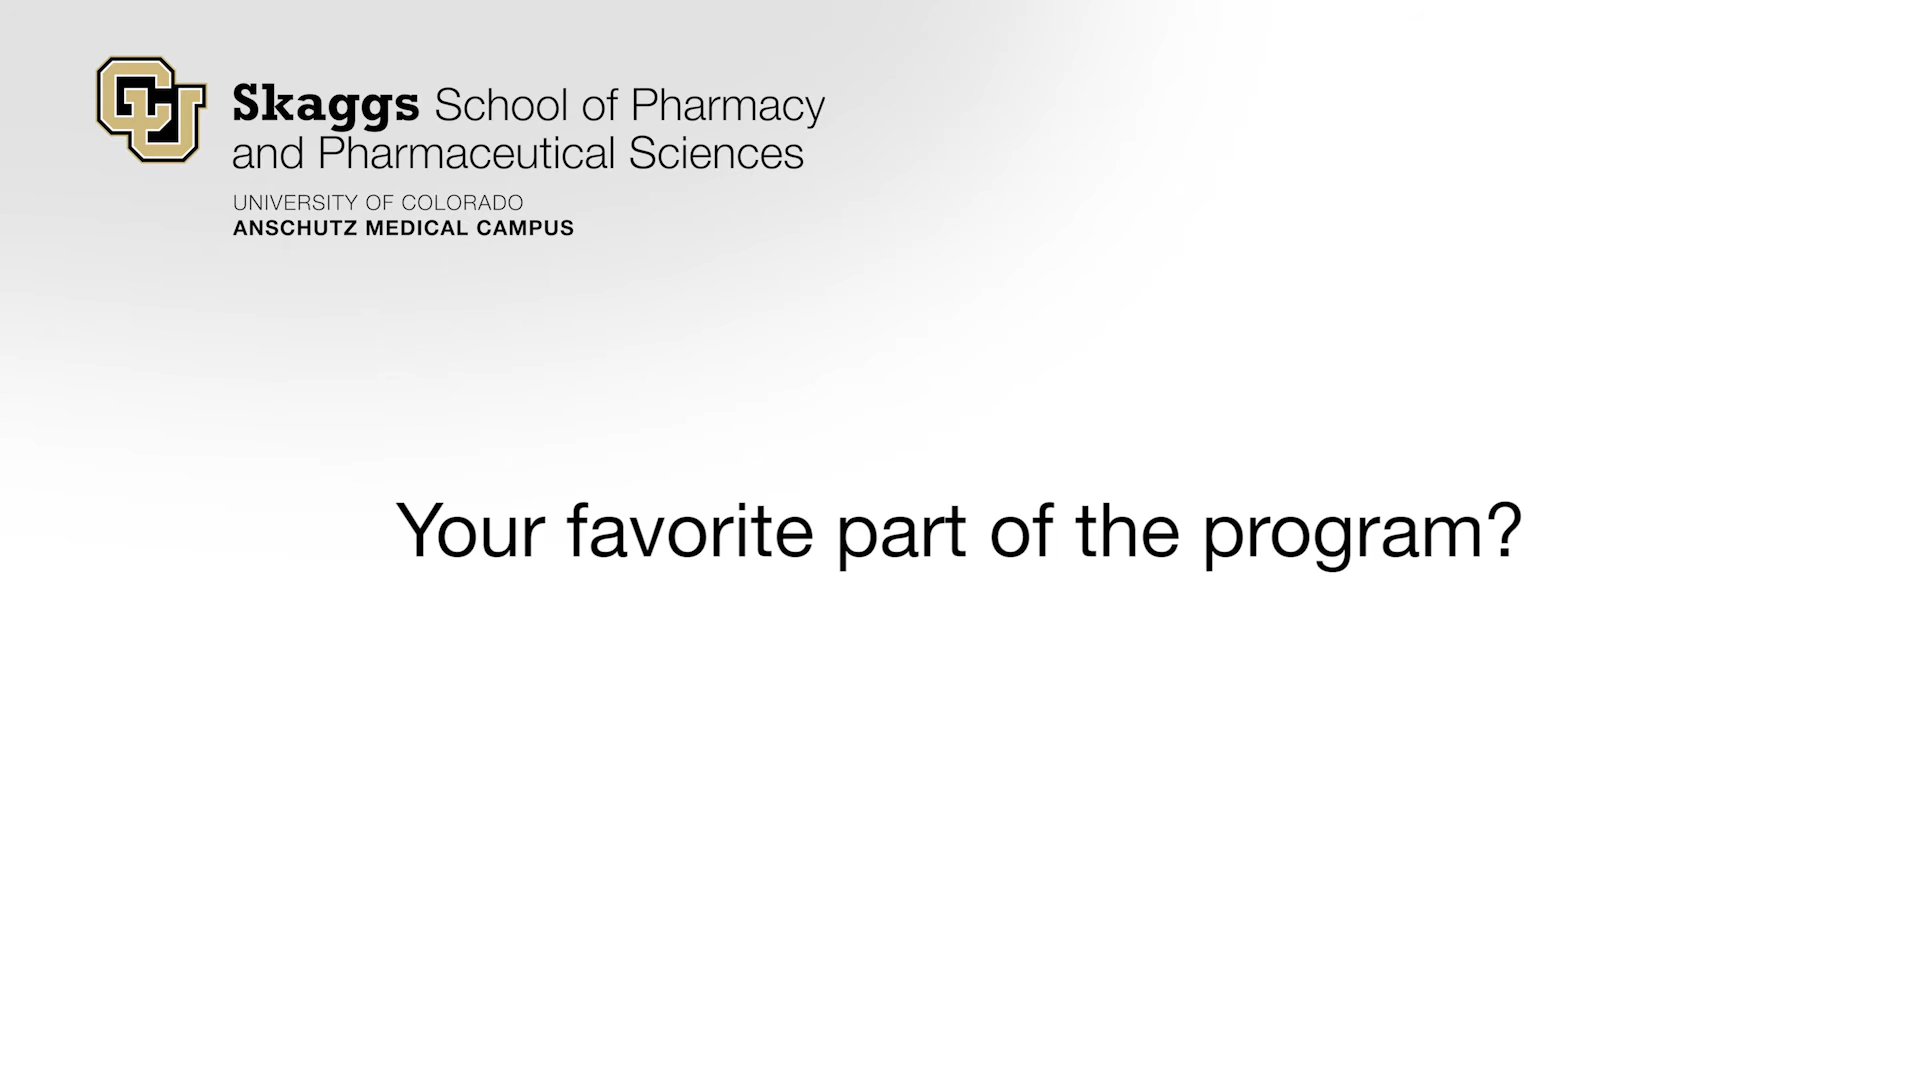 CU
Skaggs School of Pharmacy
and Pharmaceutical Sciences
UNIVERSITY OF COLORADO
ANSCHUTZ MEDICAL CAMPUS
Your favorite part of the program?